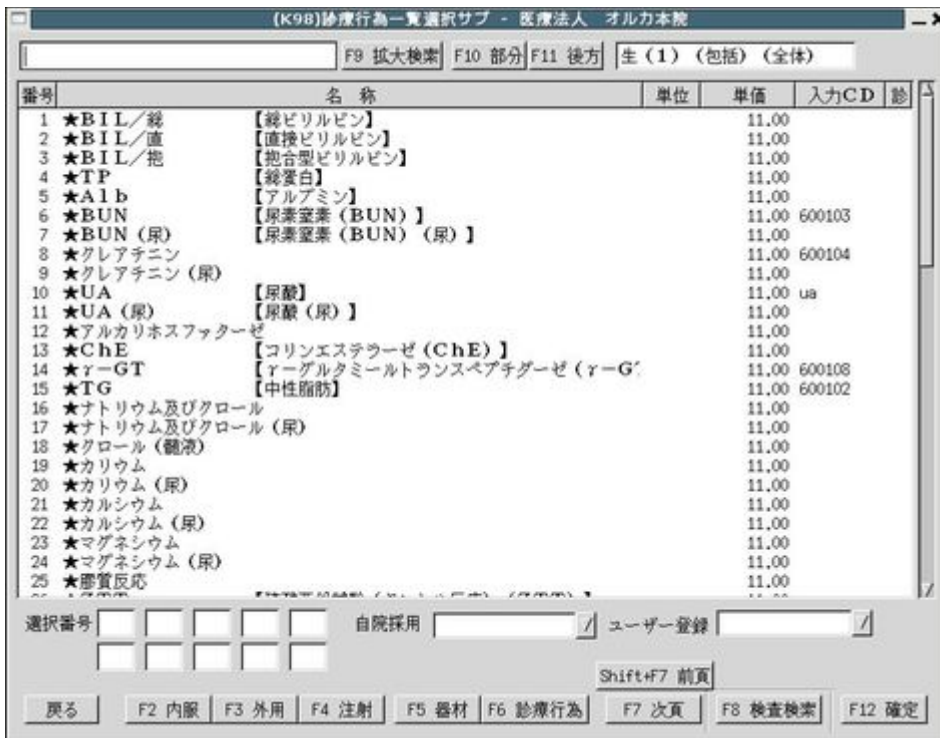 (K98)診療行為一覧選択サブ - 医療法人 オルカ本院
F9 拡大検索 F10 部分 F11 後方 生（1）（包括）（全体）
番号 名 称 単位 単価 入力CD 診
1 ★BIL／総 【総ビリルビン】 11.00
2 ★BIL／直 【直接ビリルビン】 11.00
3 ★BIL／抱 【抱合型ビリルビン】 11.00
4 ★TP 【総蛋白】 11.00
5 ★Alb 【アルブミン】 11.00
6 ★BUN 【尿素窒素（BUN）】 11.00 600103
7 ★BUN（尿） 【尿素窒素（BUN）（尿）】 11.00
8 ★クレアチニン 11.00 600104
9 ★クレアチニン（尿） 11.00
10 ★UA 【尿酸】 11.00 ua
11 ★UA（尿） 【尿酸（尿）】 11.00
12 ★アルカリホスファターゼ 11.00
13 ★ChE 【コリンエステラーゼ（ChE）】 11.00
14 ★γ－GT 【γ－グルタミールトランスペプチダーゼ（γ－G 11.00 600108
15 ★TG 【中性脂肪】 11.00 600102
16 ★ナトリウム及びクロール 11.00
17 ★ナトリウム及びクロール（尿） 11.00
18 ★クロール（髄液） 11.00
19 ★カリウム 11.00
20 ★カリウム（尿） 11.00
21 ★カルシウム 11.00
22 ★カルシウム（尿） 11.00
23 ★マグネシウム 11.00
24 ★マグネシウム（尿） 11.00
25 ★膠質反応 11.00
選択番号 自院採用 ユーザー登録
Shift+F7 前頁
戻る F2 内服 F3 外用 F4 注射 F5 器材 F6 診療行為 F7 次頁 F8 検査検索 F12 確定